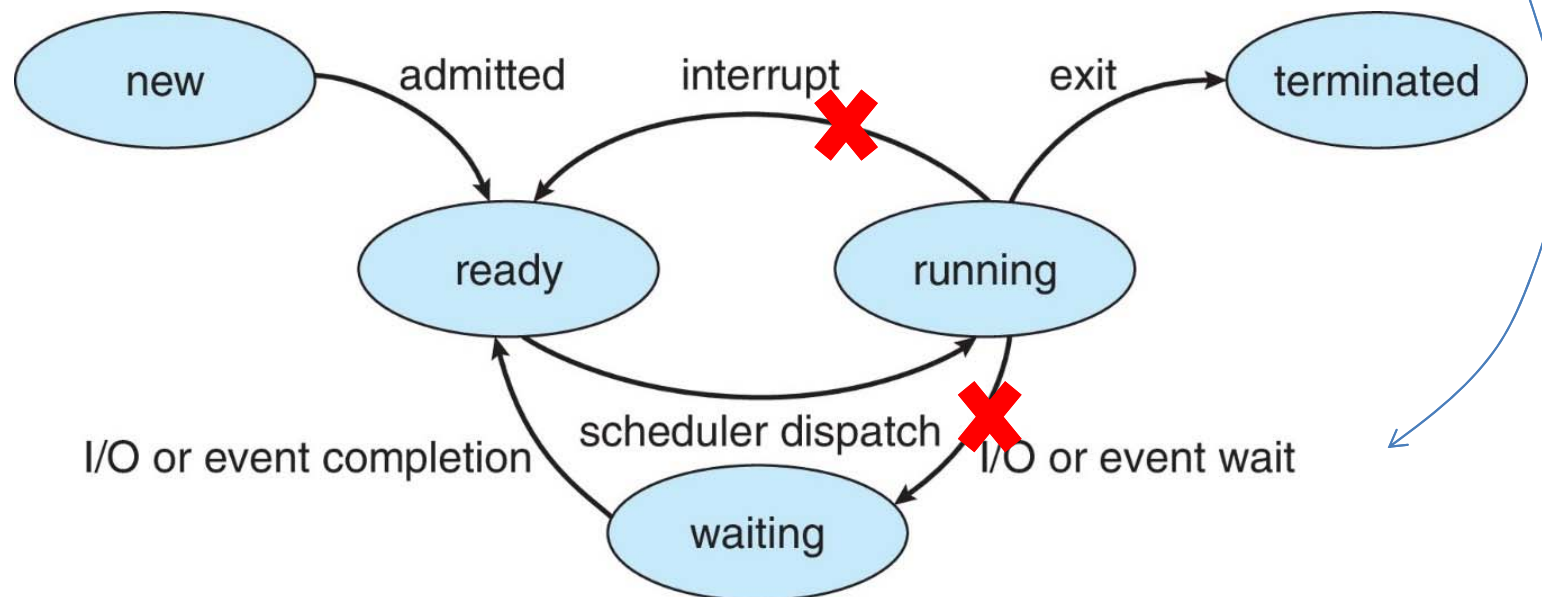 new
admitted
interrupt
exit
terminated
ready
running
scheduler dispatch
I/O or event completion
I/O or event wait
waiting